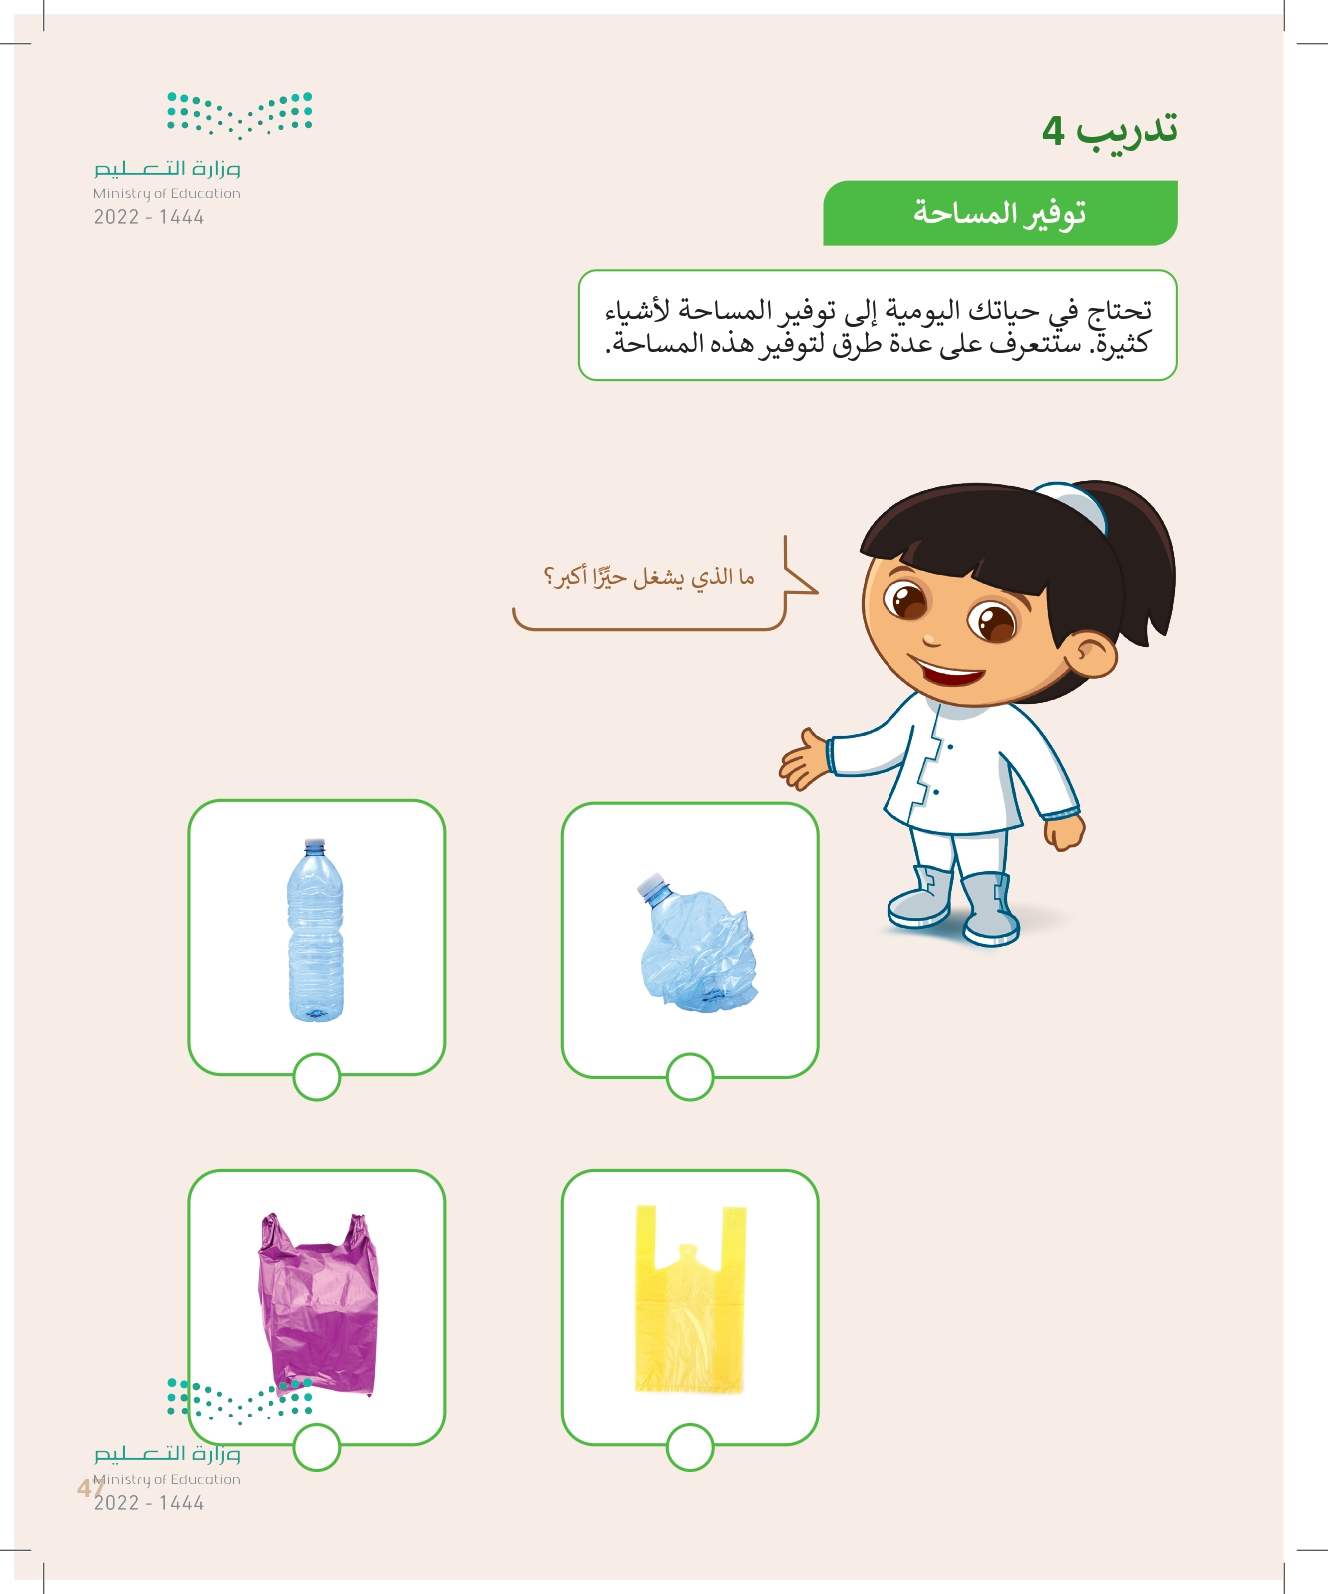 وزارة التعليم
Ministry of Education
2022 - 1444
تدريب 4
توفير المساحة
تحتاج في حياتك اليومية إلى توفير المساحة لأشياء
كثيرة. ستتعرف على عدة طرق لتوفير هذه المساحة.
ما الذي يشغل حيِّزًا أكبر؟
وزارة التعليم
Ministry of Education
47
2022 - 1444